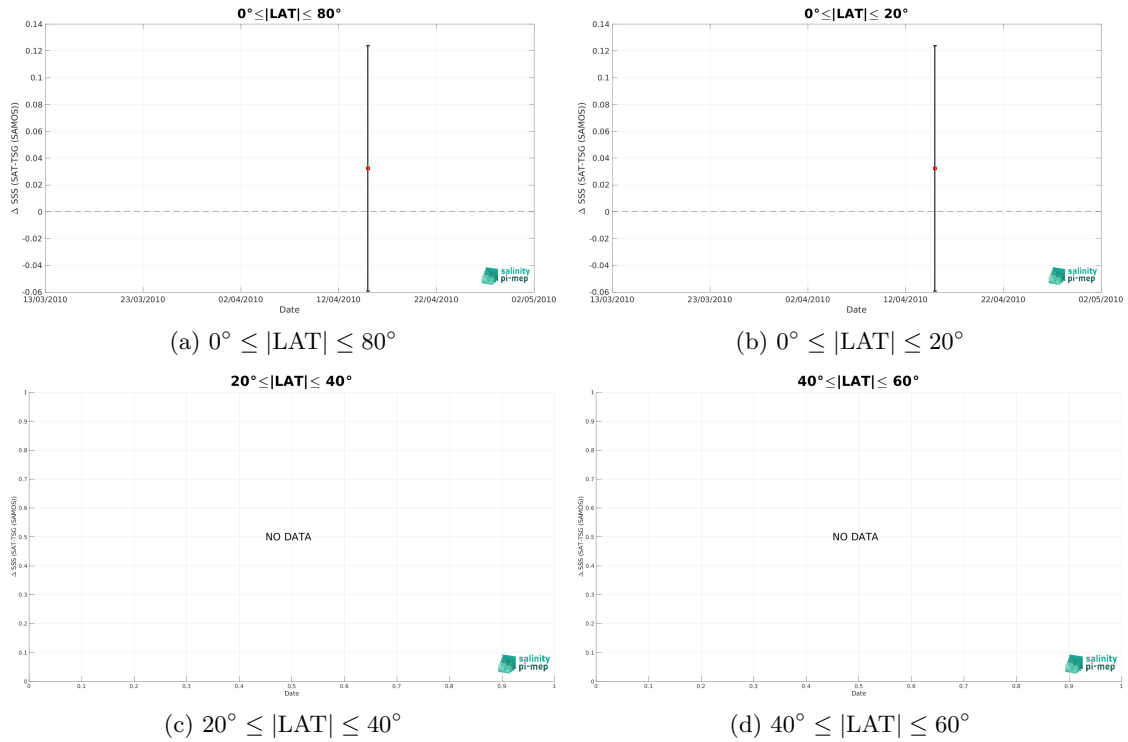 0°≤|LAT|≤ 80°
0.14
0.12
0.1
0.08
0.06
0.04
0.02
0
-0.02
-0.04
-0.06
Δ SSS (SAT-TSG (SAMOS))
13/03/2010 23/03/2010 02/04/2010 12/04/2010 22/04/2010 02/05/2010
Date
salinity
pi-mep
(a) 0° ≤ |LAT| ≤ 80°
0°≤|LAT|≤ 20°
0.14
0.12
0.1
0.08
0.06
0.04
0.02
0
-0.02
-0.04
-0.06
Δ SSS (SAT-TSG (SAMOS))
13/03/2010 23/03/2010 02/04/2010 12/04/2010 22/04/2010 02/05/2010
Date
salinity
pi-mep
(b) 0° ≤ |LAT| ≤ 20°
20°≤|LAT|≤ 40°
1
0.9
0.8
0.7
0.6
0.5
0.4
0.3
0.2
0.1
0
Δ SSS (SAT-TSG (SAMOS))
NO DATA
0 0.1 0.2 0.3 0.4 0.5 0.6 0.7 0.8 0.9 1
Date
salinity
pi-mep
(c) 20° ≤ |LAT| ≤ 40°
40°≤|LAT|≤ 60°
1
0.9
0.8
0.7
0.6
0.5
0.4
0.3
0.2
0.1
0
Δ SSS (SAT-TSG (SAMOS))
NO DATA
0 0.1 0.2 0.3 0.4 0.5 0.6 0.7 0.8 0.9 1
Date
salinity
pi-mep
(d) 40° ≤ |LAT| ≤ 60°